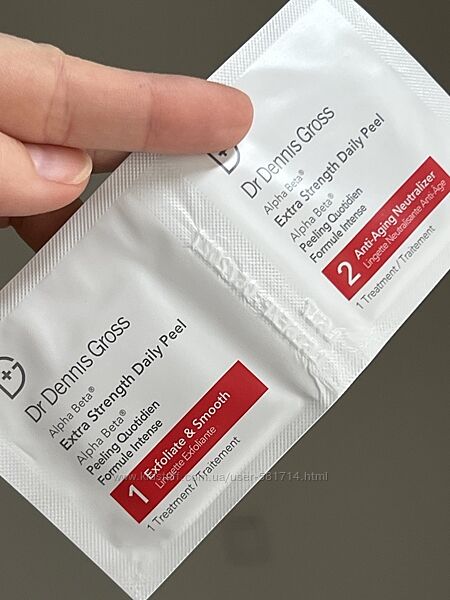 Dr Dennis Gross
Alpha Beta®
Extra Strength Daily Peel
Alpha Beta®
Peeling Quotidien
Formule Intense
1 Exfoliate & Smooth
Lingette Exfoliante
1 Treatment / Traitement
Dr Dennis Gross
Alpha Beta®
Extra Strength Daily Peel
Alpha Beta®
Peeling Quotidien
Formule Intense
2 Anti-Aging Neutralizer
Lingette Neutralisante Anti-Âge
1 Treatment / Traitement